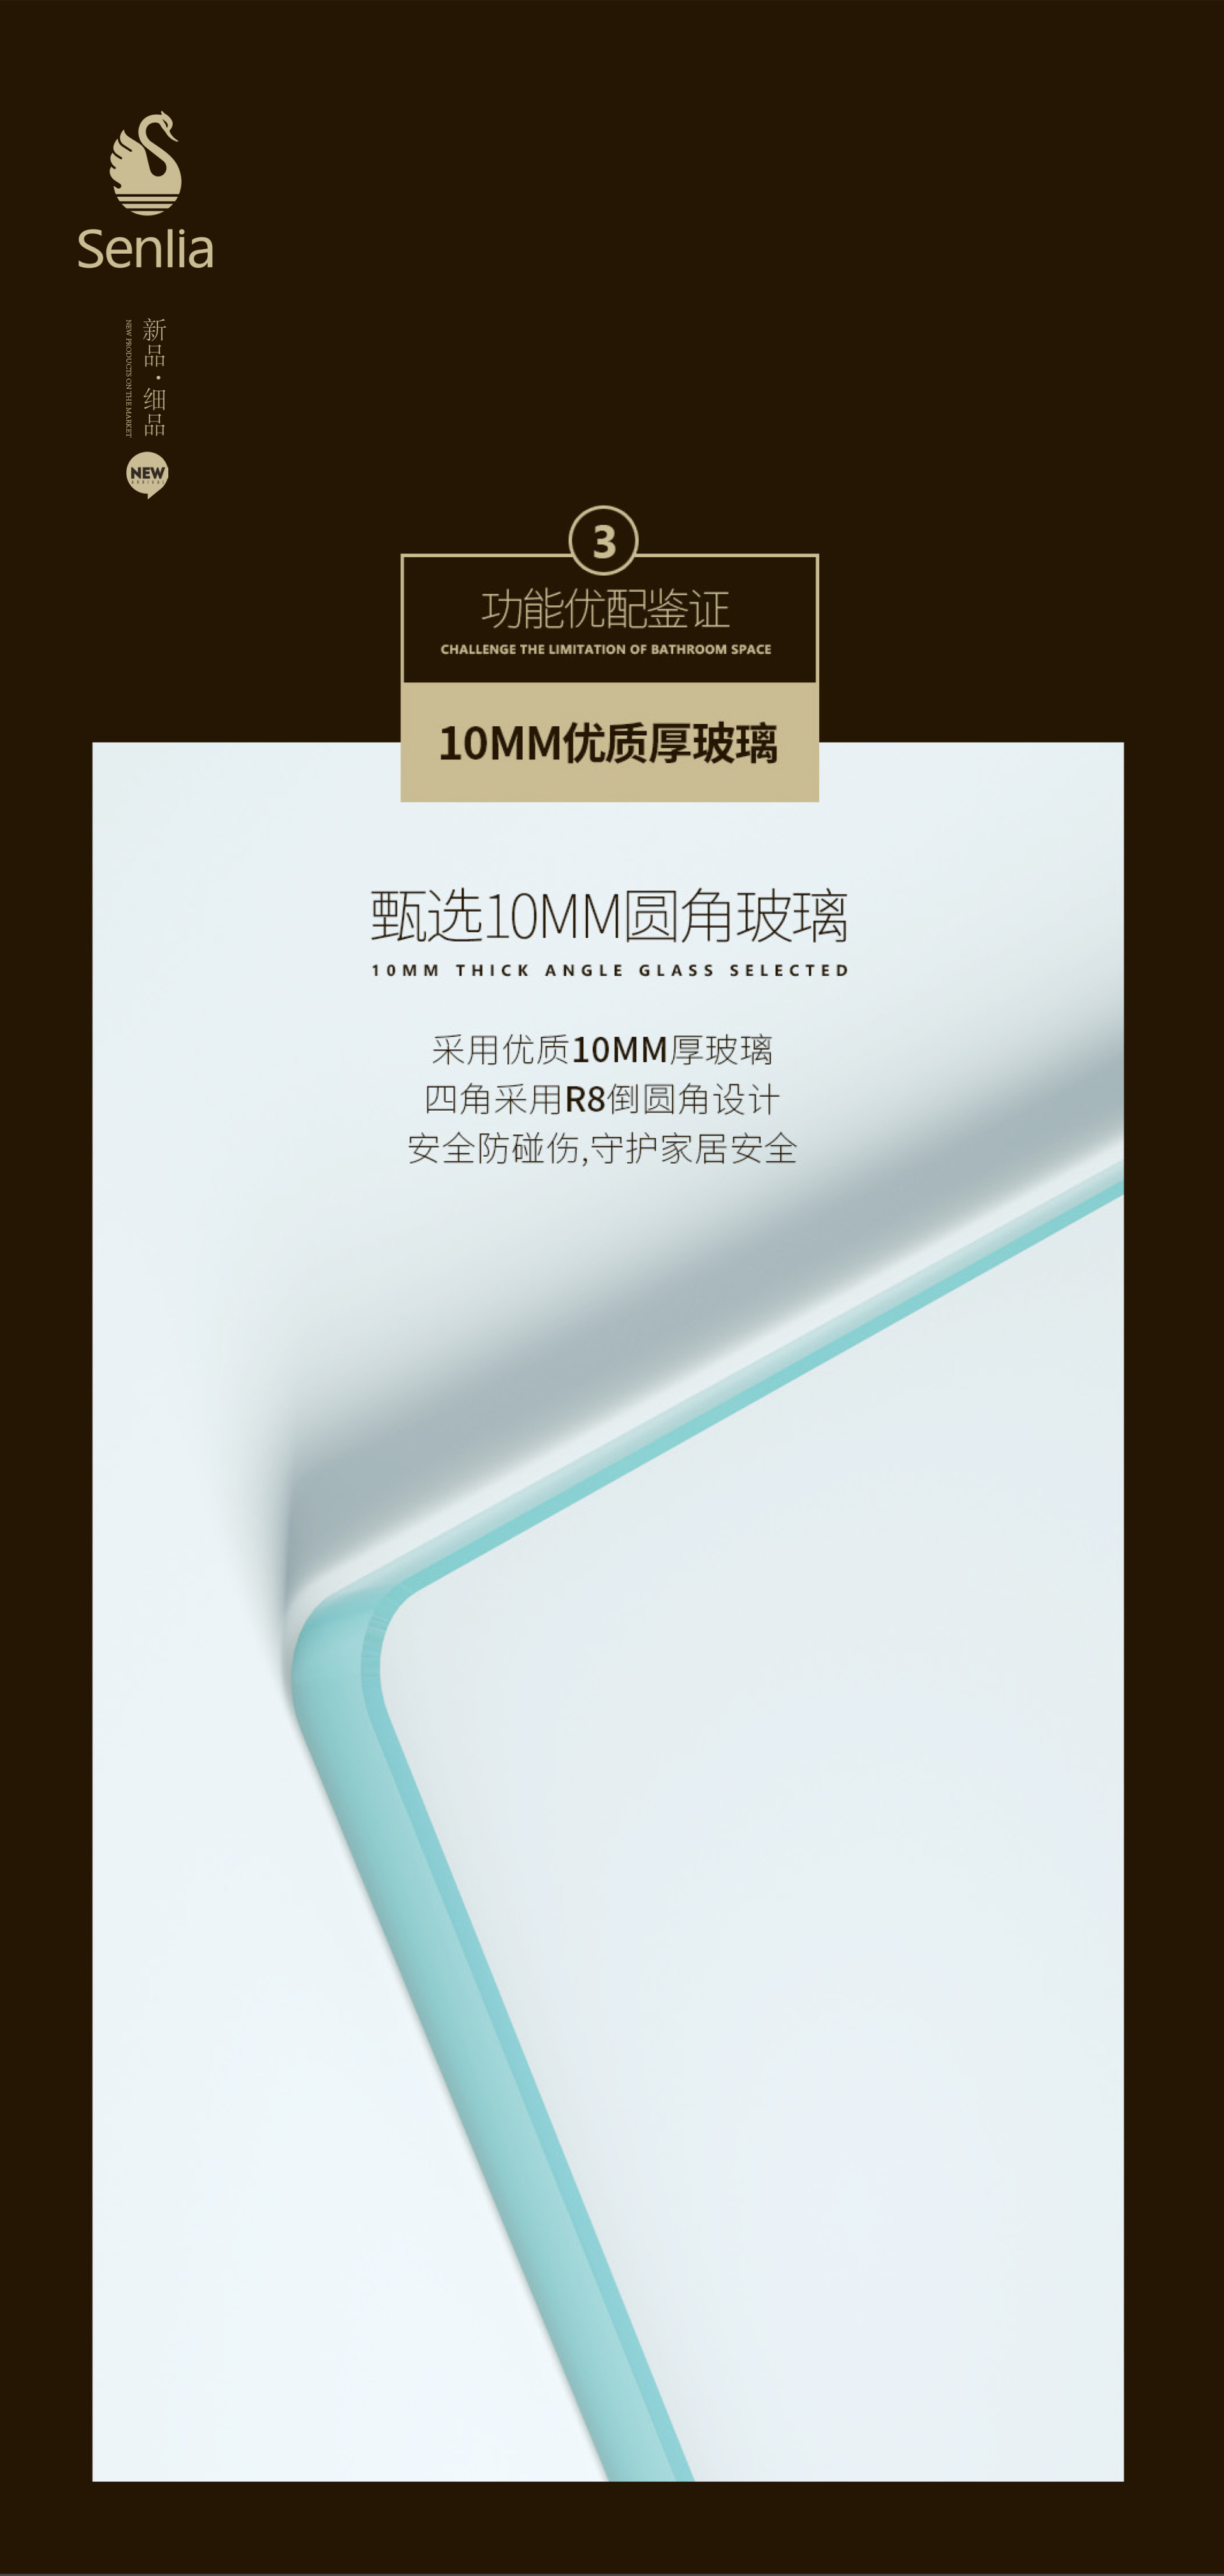 Senlia
新品·细品
NEW PRODUCTS ON THE MARKET
NEW
ARRIVAL
3
功能优配鉴证
CHALLENGE THE LIMITATION OF BATHROOM SPACE
10MM优质厚玻璃
甄选10MM圆角玻璃
10MM THICK ANGLE GLASS SELECTED
采用优质10MM厚玻璃
四角采用R8倒圆角设计
安全防碰伤,守护家居安全